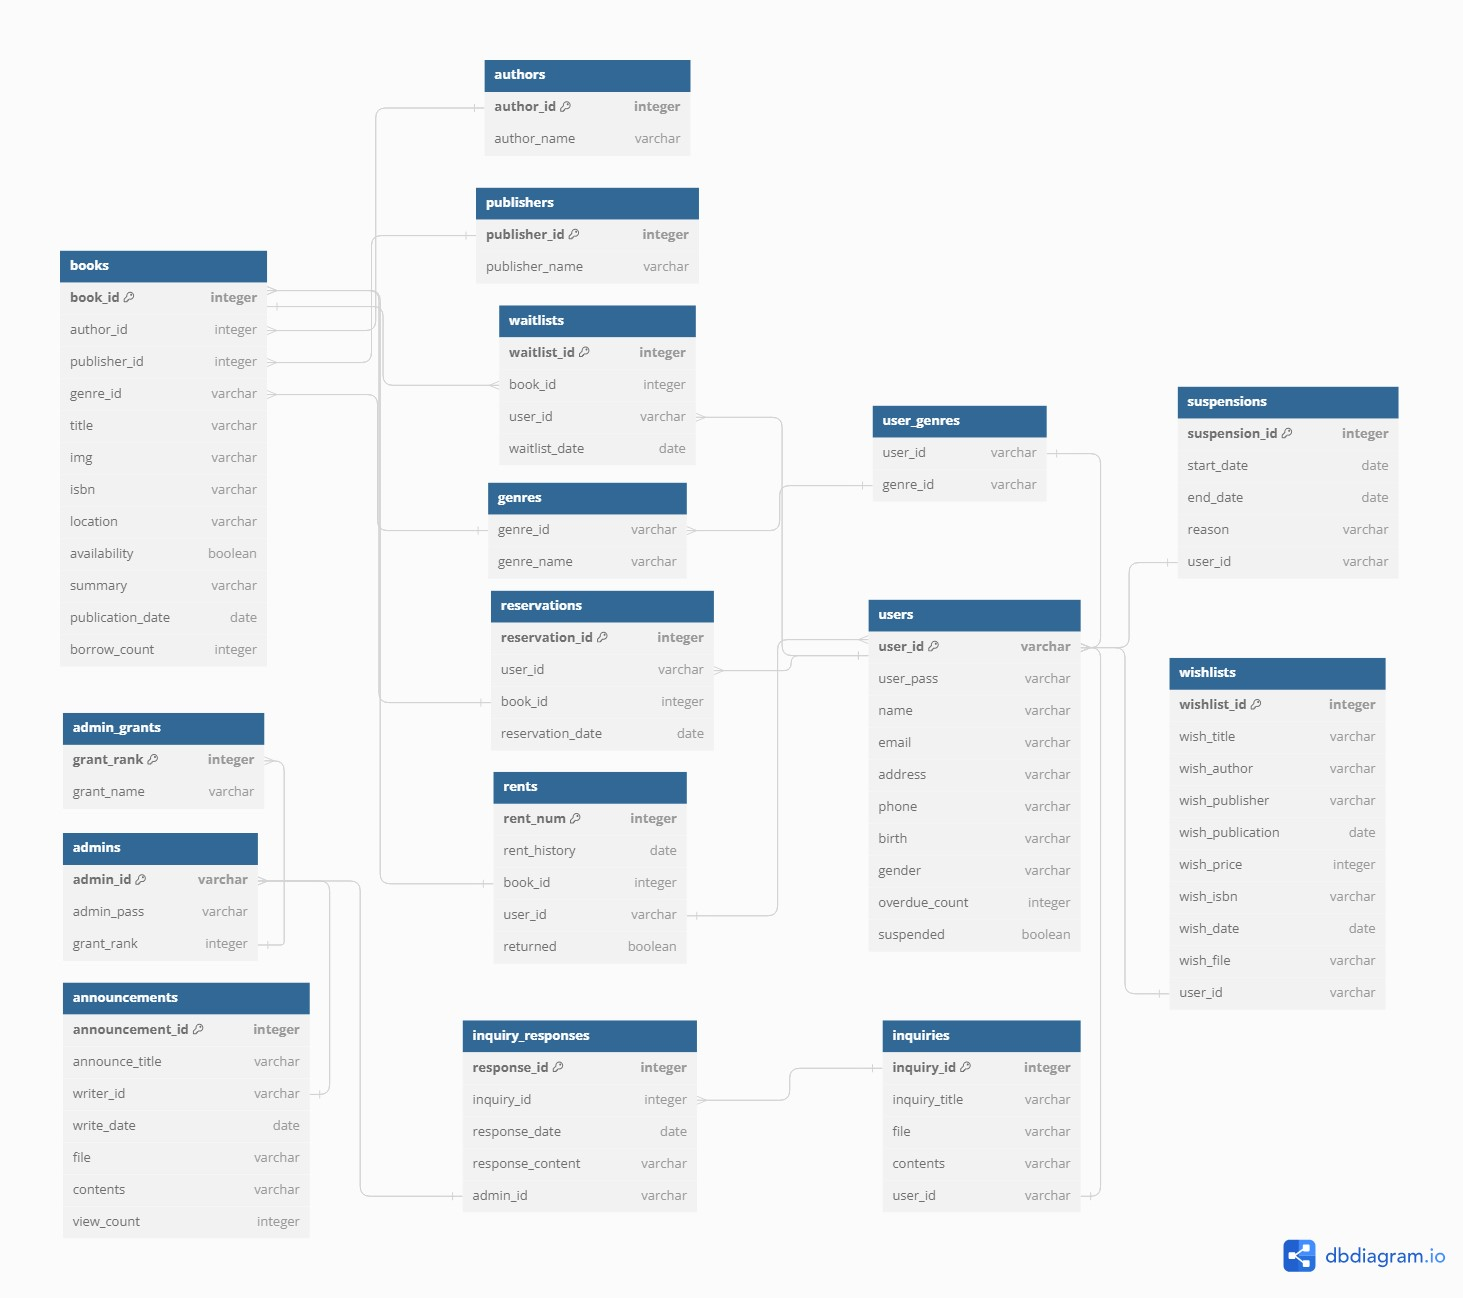 authors
author_id integer
author_name varchar
publishers
publisher_id integer
publisher_name varchar
books
book_id integer
author_id integer
publisher_id integer
genre_id varchar
title varchar
img varchar
isbn varchar
location varchar
availability boolean
summary varchar
publication_date date
borrow_count integer
waitlists
waitlist_id integer
book_id integer
user_id varchar
waitlist_date date
genres
genre_id varchar
genre_name varchar
user_genres
user_id varchar
genre_id varchar
suspensions
suspension_id integer
start_date date
end_date date
reason varchar
user_id varchar
reservations
reservation_id integer
user_id varchar
book_id integer
reservation_date date
users
user_id varchar
user_pass varchar
name varchar
email varchar
address varchar
phone varchar
birth varchar
gender varchar
overdue_count integer
suspended boolean
wishlists
wishlist_id integer
wish_title varchar
wish_author varchar
wish_publisher varchar
wish_publication date
wish_price integer
wish_isbn varchar
wish_date date
wish_file varchar
user_id varchar
admin_grants
grant_rank integer
grant_name varchar
rents
rent_num integer
rent_history date
book_id integer
user_id varchar
returned boolean
admins
admin_id varchar
admin_pass varchar
grant_rank integer
announcements
announcement_id integer
announce_title varchar
writer_id varchar
write_date date
file varchar
contents varchar
view_count integer
inquiry_responses
response_id integer
inquiry_id integer
response_date date
response_content varchar
admin_id varchar
inquiries
inquiry_id integer
inquiry_title varchar
file varchar
contents varchar
user_id varchar
dbdiagram.io